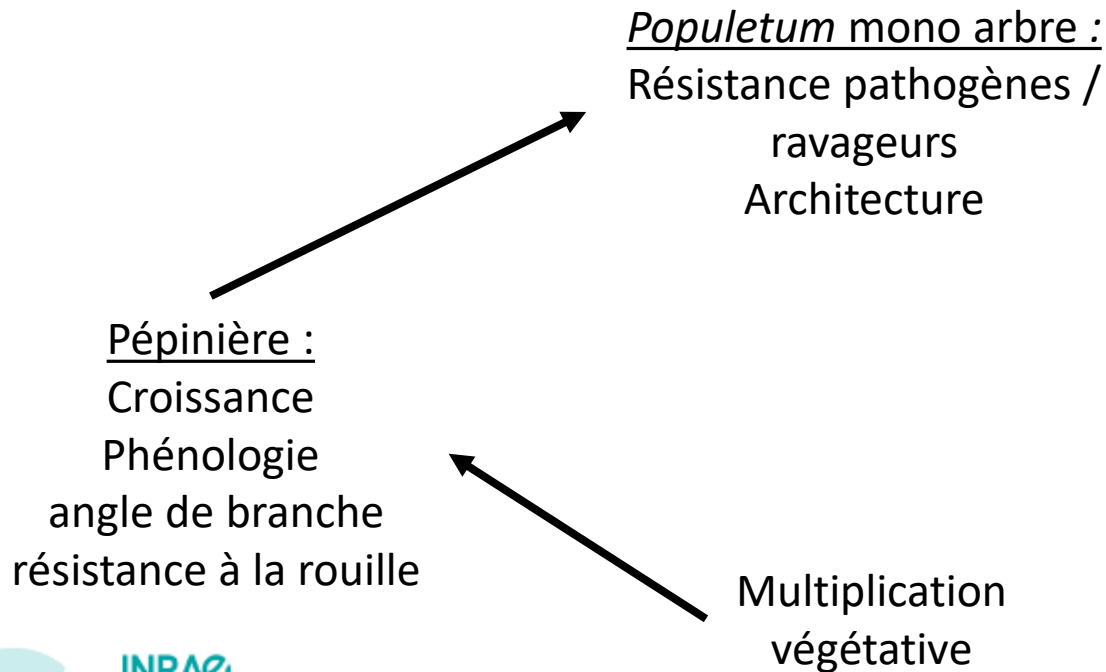 Populetum mono arbre :
Résistance pathogènes /
ravageurs
Architecture
Pépinière :
Croissance
Phénologie
angle de branche
résistance à la rouille
Multiplication
végétative
INRAE